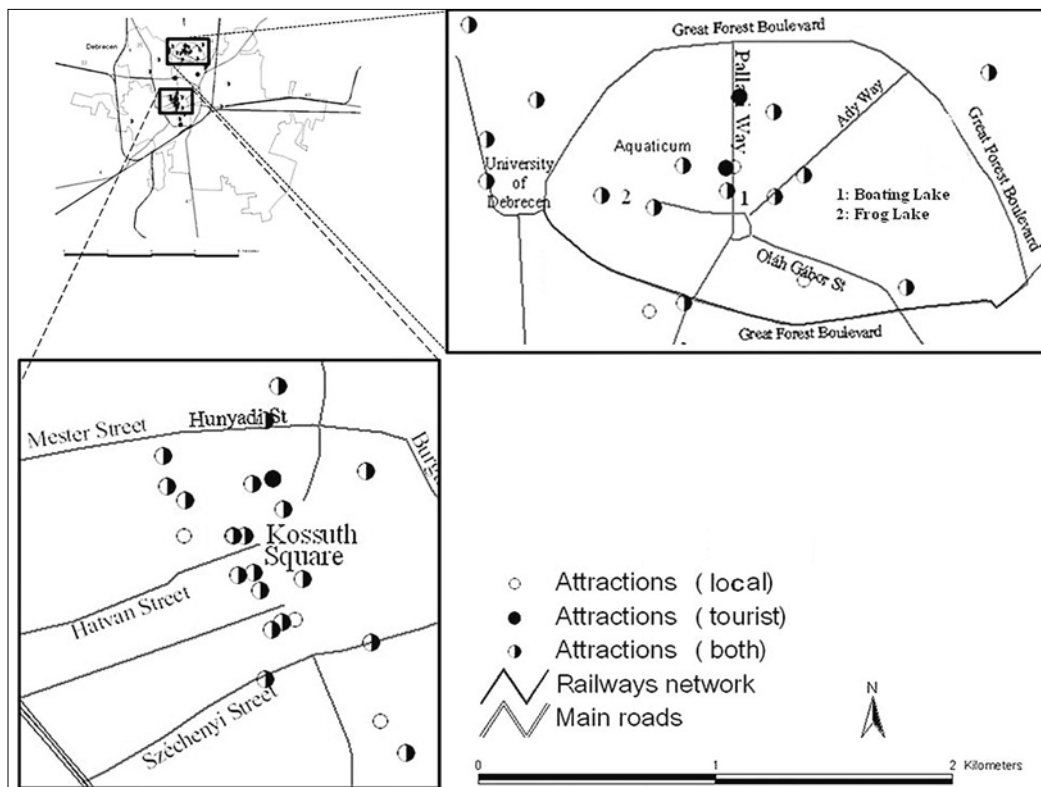 Debrecen
Great Forest Boulevard
Pallagi Way
Ady Way
Great Forest Boulevard
Aquaticum
University
of
Debrecen
2
1
1: Boating Lake
2: Frog Lake
Oláh Gábor St
Great Forest Boulevard
Mester Street
Hunyadi St
Kossuth
Square
Hatvan Street
Széchenyi Street
Attractions ( local)
Attractions ( tourist)
Attractions ( both)
Railways network
Main roads
N
0 1 2 Kilometers